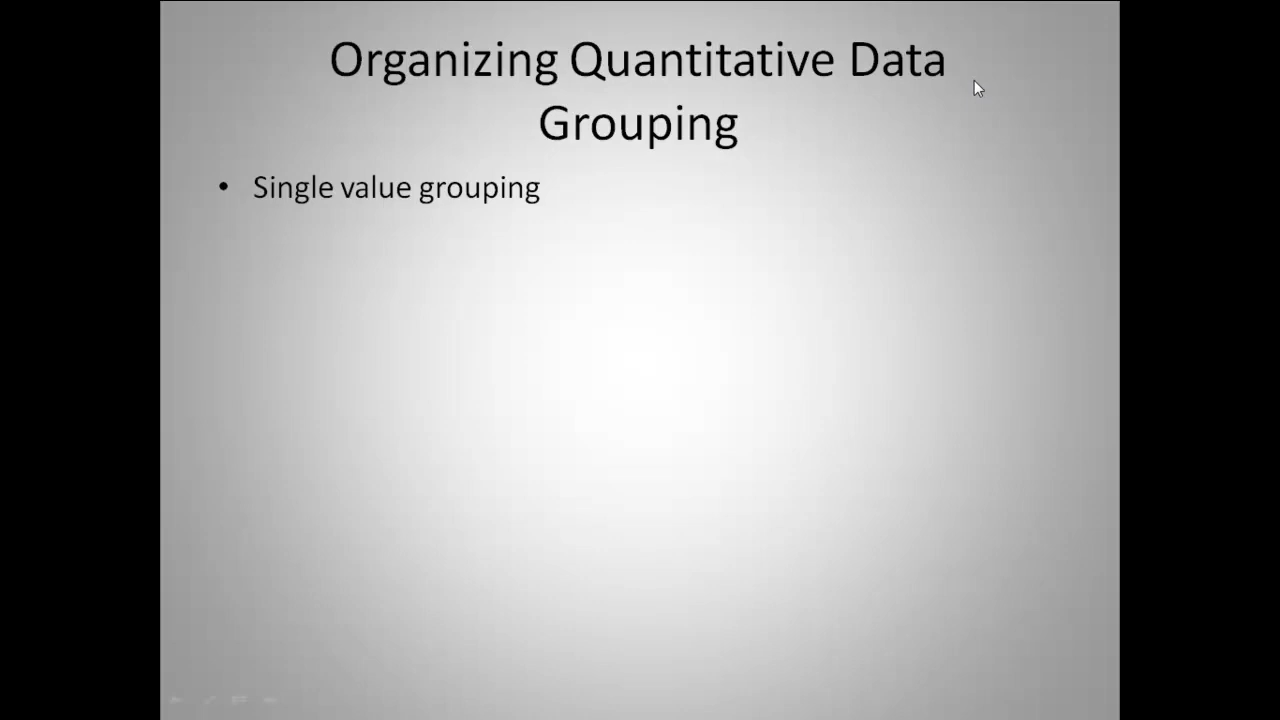 Organizing Quantitative Data
Grouping
• Single value grouping